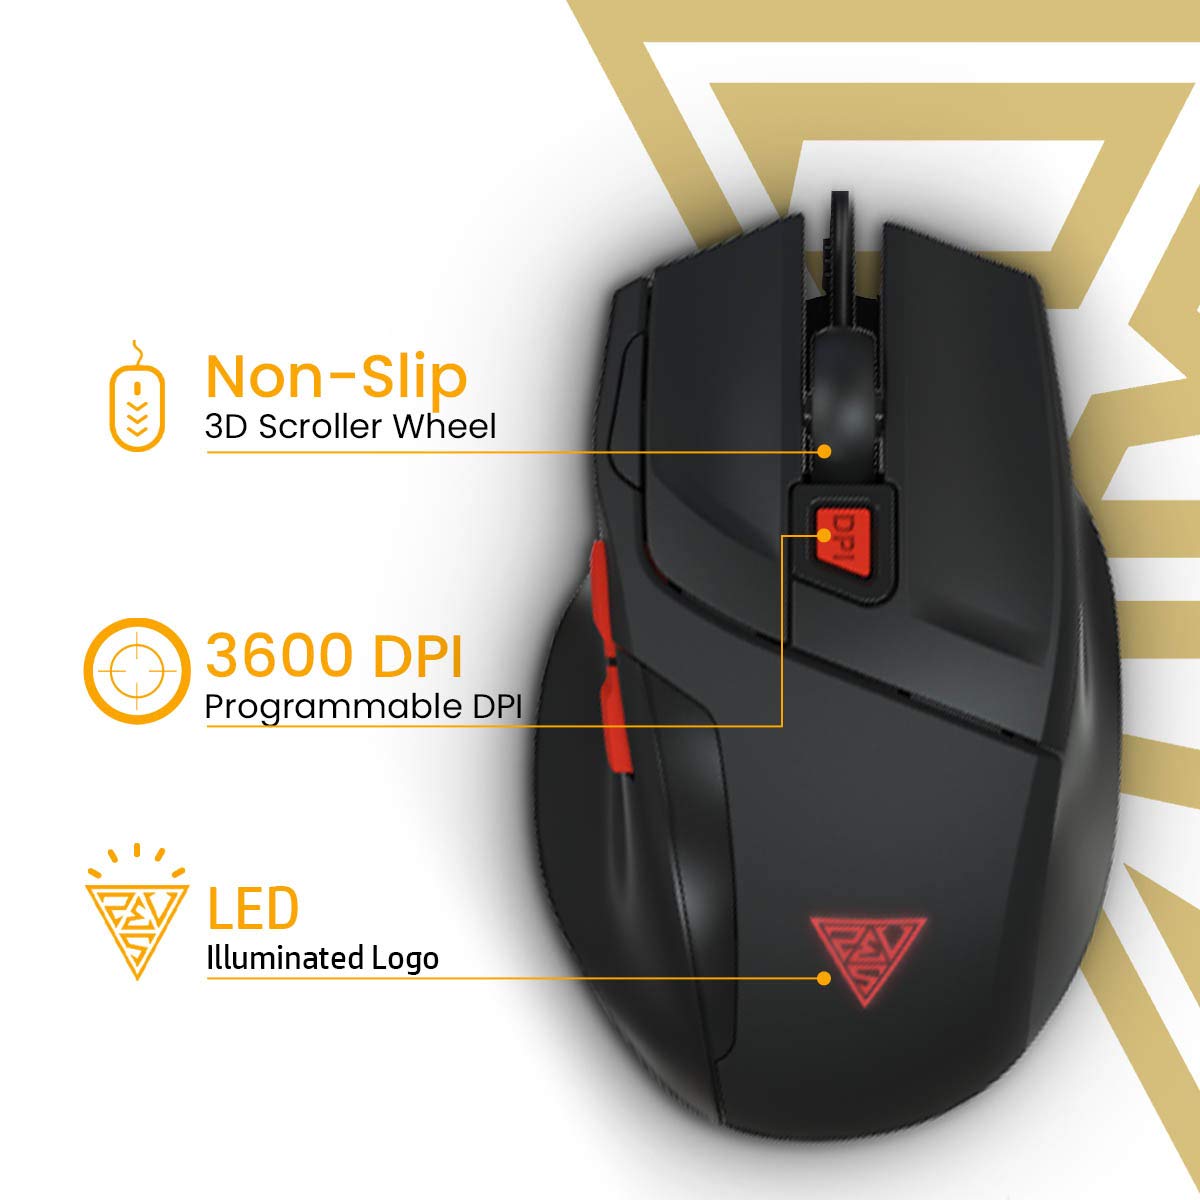 Non-Slip
3D Scroller Wheel
DPI
3600 DPI
Programmable DPI
LED
Illuminated Logo